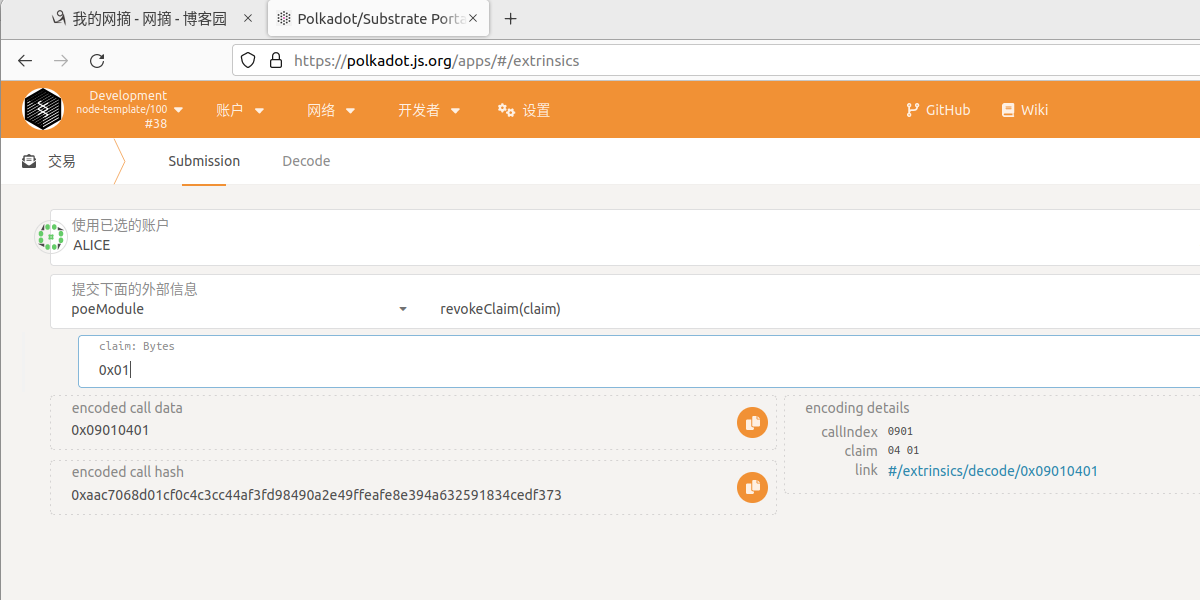 我的网摘 - 网摘 - 博客园
Polkadot/Substrate Porta
https://polkadot.js.org/apps/#/extrinsics
Development
node-template/100
#38
账户
网络
开发者
设置
GitHub
Wiki
交易
Submission
Decode
使用已选的账户
ALICE
提交下面的外部信息
poeModule
revokeClaim(claim)
claim: Bytes
0x01
encoded call data
0x09010401
encoding details
callIndex 0901
claim 04 01
link #/extrinsics/decode/0x09010401
encoded call hash
0xaac7068d01cf0c4c3cc44af3fd98490a2e49ffeafe8e394a632591834cedf373